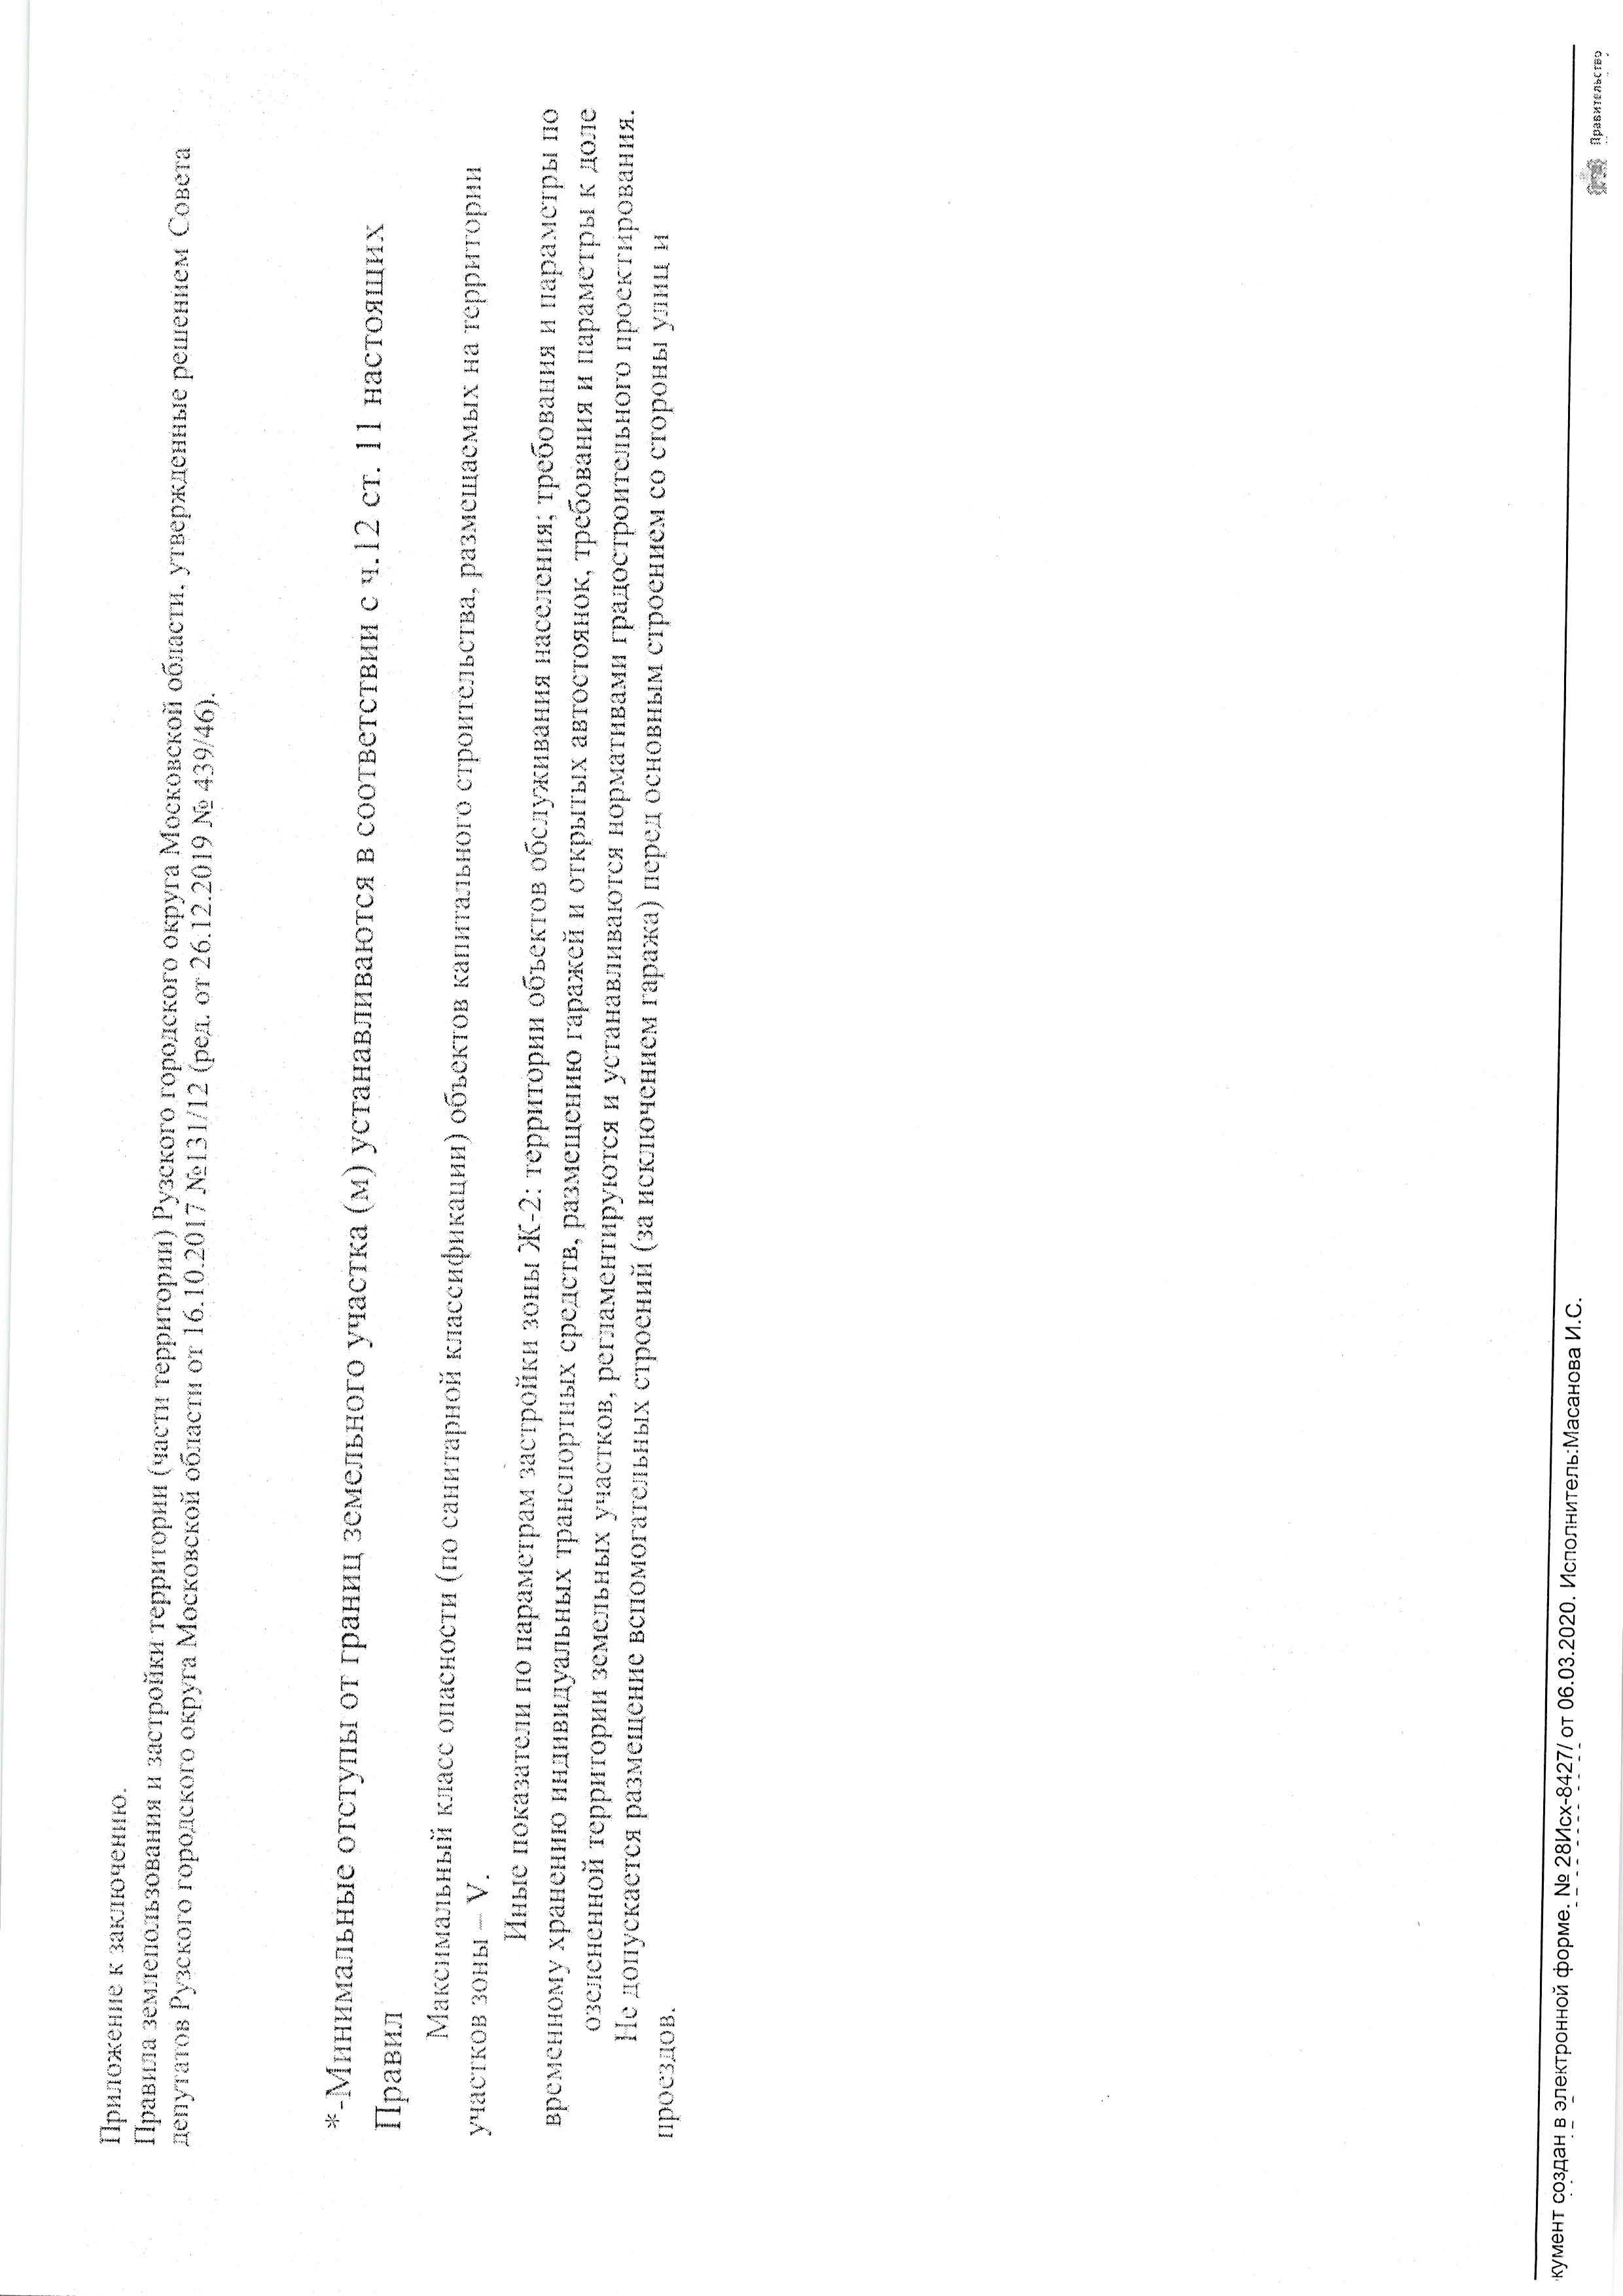 Приложение к заключению.
Правила землепользования и застройки территории (части территории) Рузского городского округа Московской области, утвержденные решением Совета
депутатов Рузского городского округа Московской области от 16.10.2017 №131/12 (ред. от 26.12.2019 № 439/46).
*-Минимальные отступы от границ земельного участка (м) устанавливаются в соответствии с ч.12 ст. 11 настоящих
Правил
Максимальный класс опасности (по санитарной классификации) объектов капитального строительства, размещаемых на территории
участков зоны – V.
Иные показатели по параметрам застройки зоны Ж-2: территории объектов обслуживания населения; требования и параметры по
временному хранению индивидуальных транспортных средств, размещению гаражей и открытых автостоянок, требования и параметры к доле
озелененной территории земельных участков, регламентируются и устанавливаются нормативами градостроительного проектирования.
Не допускается размещение вспомогательных строений (за исключением гаража) перед основным строением со стороны улиц и
проездов.
кумент создан в электронной форме. № 28Исх-8427/ от 06.03.2020. Исполнитель:Масанова И.С.
Правительство